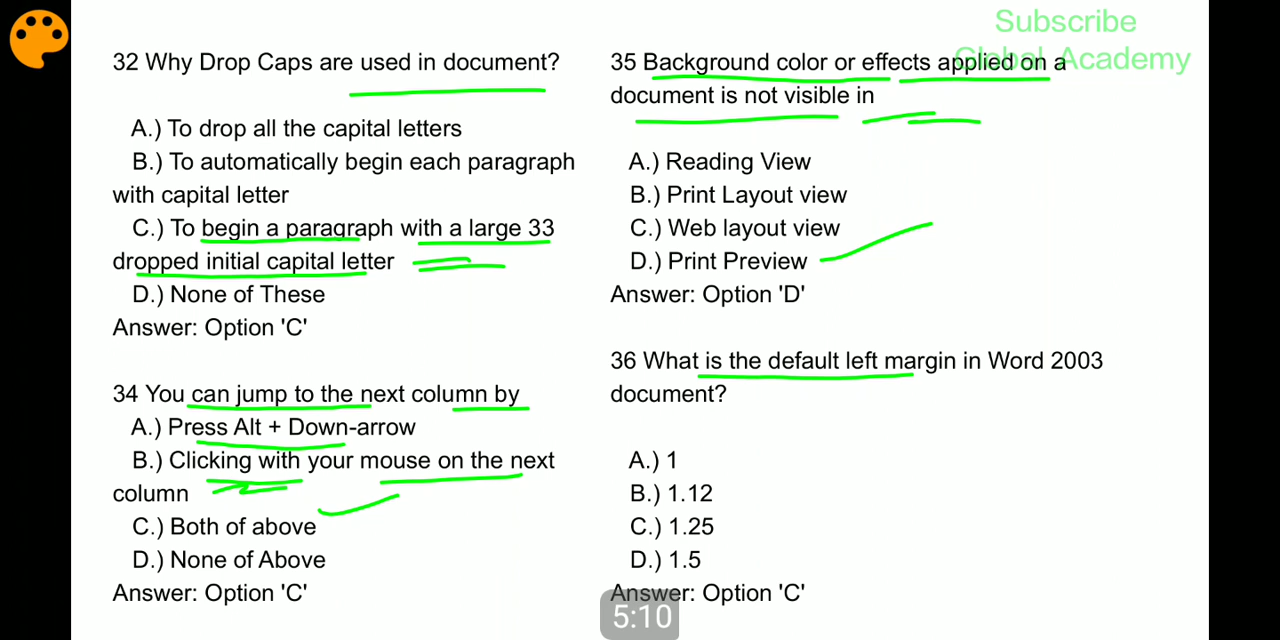 Subscribe
Global Academy
32 Why Drop Caps are used in document?
A.) To drop all the capital letters
B.) To automatically begin each paragraph
with capital letter
C.) To begin a paragraph with a large 33
dropped initial capital letter
D.) None of These
Answer: Option 'C'
34 You can jump to the next column by
A.) Press Alt + Down-arrow
B.) Clicking with your mouse on the next
column
C.) Both of above
D.) None of Above
Answer: Option 'C'
35 Background color or effects applied on a
document is not visible in
A.) Reading View
B.) Print Layout view
C.) Web layout view
D.) Print Preview
Answer: Option 'D'
36 What is the default left margin in Word 2003
document?
A.) 1
B.) 1.12
C.) 1.25
D.) 1.5
Answer: Option 'C'
5:10